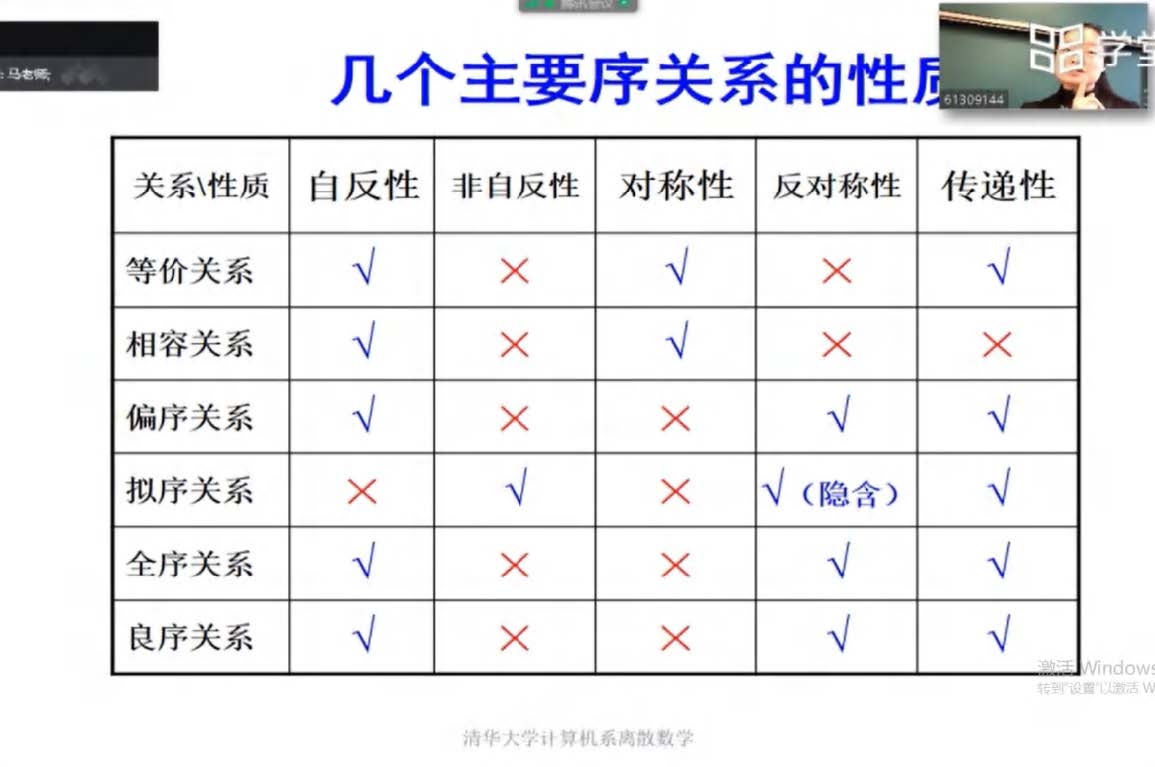 腾讯会议
: 马老师;
几个主要序关系的性质
学堂
61309144
关系\性质 自反性 非自反性 对称性 反对称性 传递性
等价关系 √ × √ × √
相容关系 √ × √ × ×
偏序关系 √ × × √ √
拟序关系 × √ × √（隐含） √
全序关系 √ × × √ √
良序关系 √ × × √ √
激活 Windows
转到"设置"以激活 W
清华大学计算机系离散数学